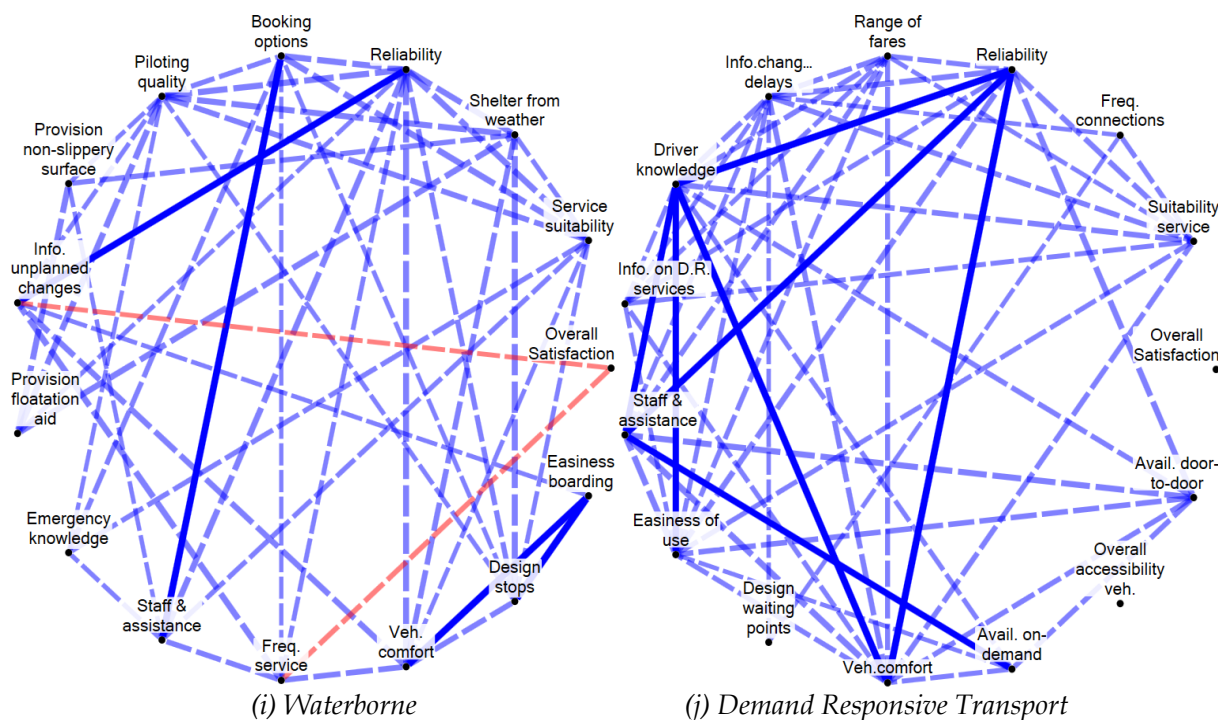 Booking
options
Reliability
Piloting
quality
Shelter from
weather
Provision
non-slippery
surface
Service
suitability
Info.
unplanned
changes
Overall
Satisfaction
Provision
floatation
aid
Easiness
boarding
Emergency
knowledge
Design
stops
Staff &
assistance
Freq.
service
Veh.
comfort
(i) Waterborne
Range of
fares
Reliability
Info.chang...
delays
Freq.
connections
Driver
knowledge
Suitability
service
Info. on D.R.
services
Overall
Satisfaction
Staff &
assistance
Avail. door-
to-door
Easiness of
use
Overall
accessibility
veh.
Design
waiting
points
Avail. on-
demand
Veh.comfort
(j) Demand Responsive Transport